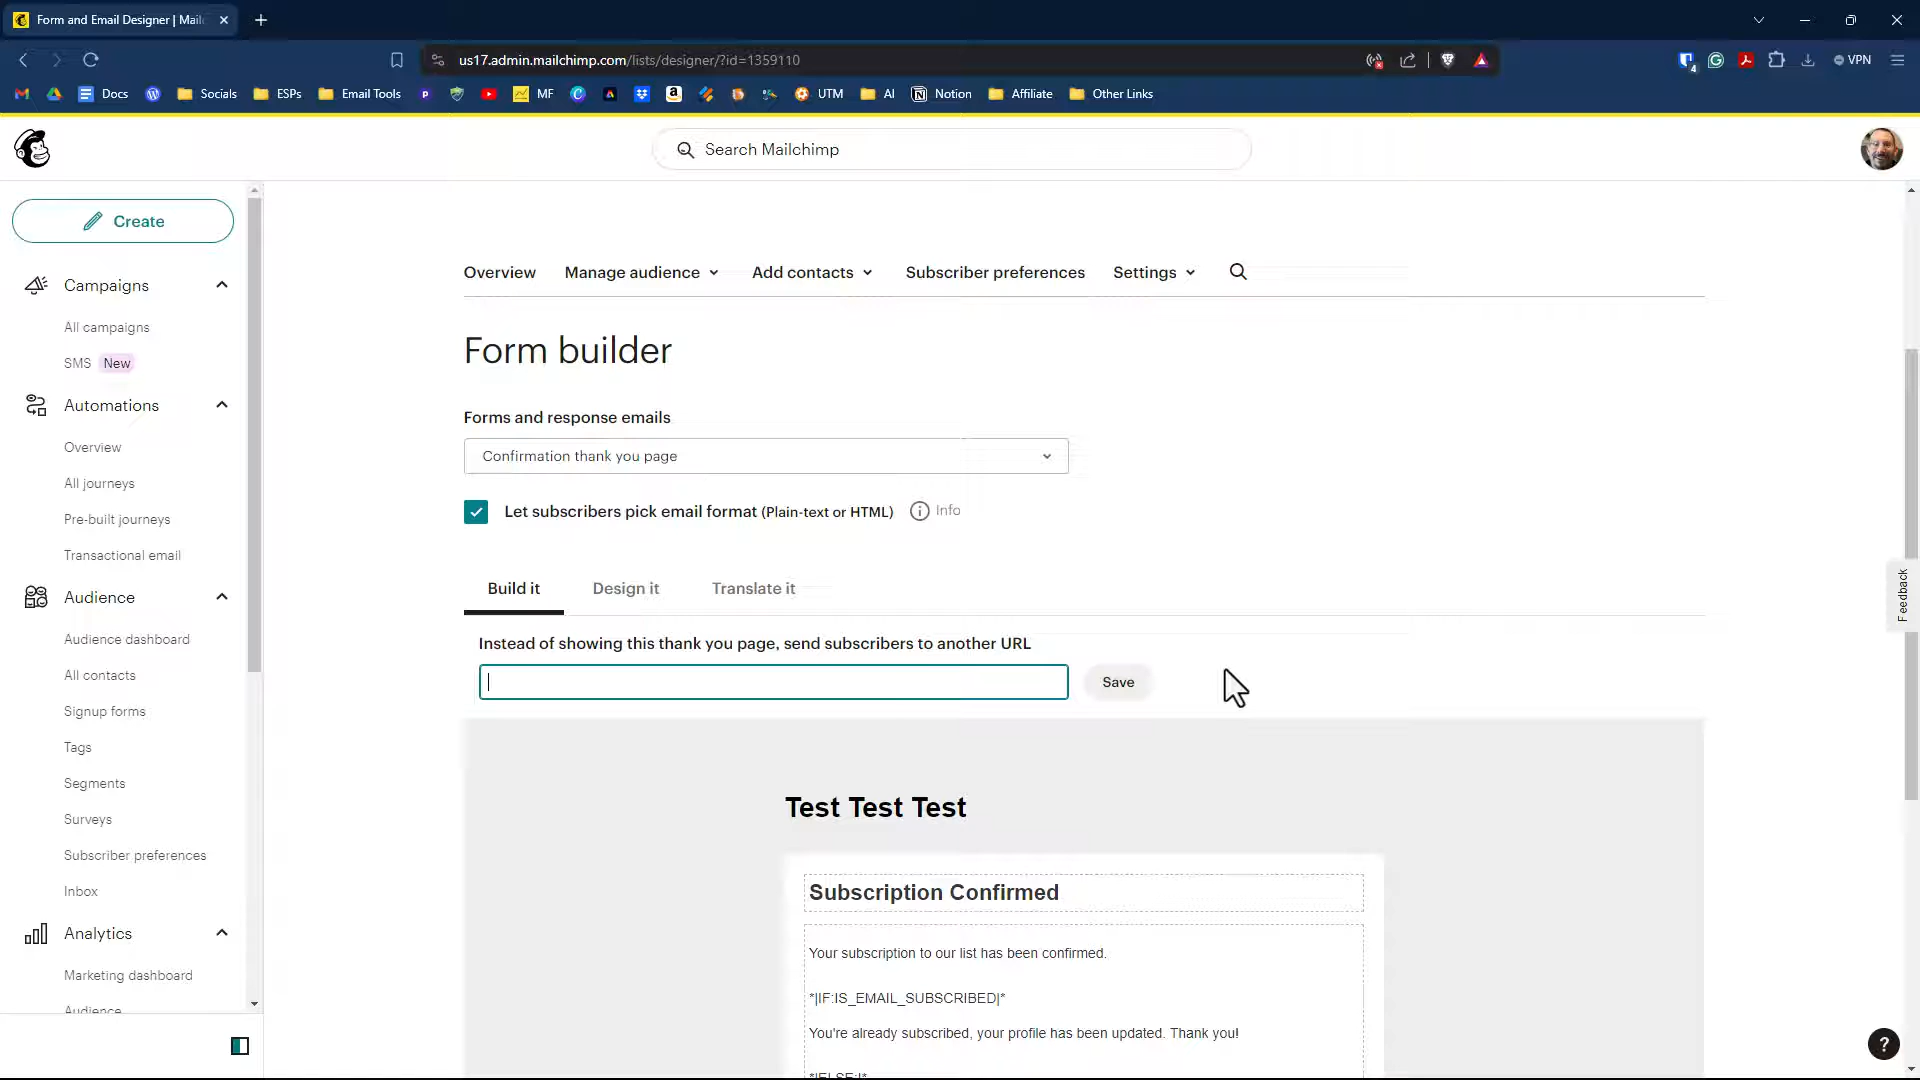 Form and Email Designer | Mail
us17.admin.mailchimp.com/lists/designer/?id=1359110
4
VPN
Docs
Socials
ESPs
Email Tools
MF
UTM
AI
Notion
Affiliate
Other Links
Search Mailchimp
Create
Campaigns
All campaigns
SMS New
Automations
Overview
All journeys
Pre-built journeys
Transactional email
Audience
Audience dashboard
All contacts
Signup forms
Tags
Segments
Surveys
Subscriber preferences
Inbox
Analytics
Marketing dashboard
Audience
Overview
Manage audience
Add contacts
Subscriber preferences
Settings
Form builder
Forms and response emails
Confirmation thank you page
Let subscribers pick email format (Plain-text or HTML)
Info
Build it
Design it
Translate it
Instead of showing this thank you page, send subscribers to another URL
Save
Test Test Test
Subscription Confirmed
Your subscription to our list has been confirmed.
*|IF:IS_EMAIL_SUBSCRIBED|*
You're already subscribed, your profile has been updated. Thank you!
*|ELSE:|*
Feedback
?